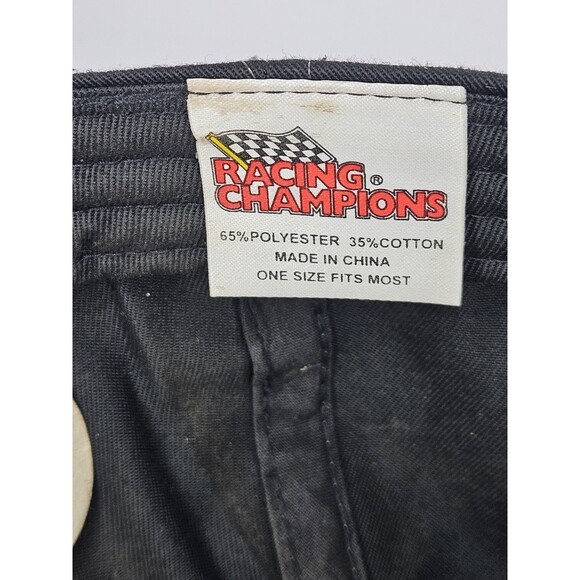 RACING®
CHAMPIONS
65%POLYESTER 35%COTTON
MADE IN CHINA
ONE SIZE FITS MOST